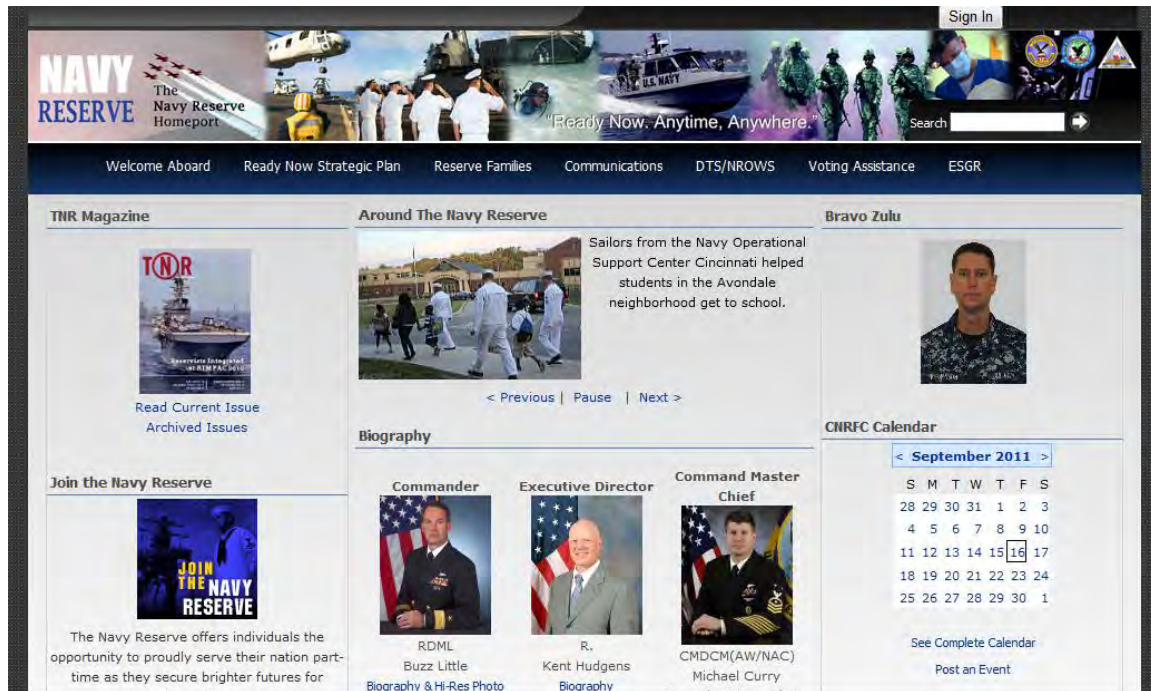 Sign In
NAVY
RESERVE
The
Navy Reserve
Homeport
U.S. NAVY
"Ready Now. Anytime, Anywhere."
Search
Welcome Aboard Ready Now Strategic Plan Reserve Families Communications DTS/NROWS Voting Assistance ESGR
TNR Magazine
TNR
Reservists Integrated
at RIMPAC 2010
Read Current Issue
Archived Issues
Join the Navy Reserve
JOIN
THE NAVY
RESERVE
The Navy Reserve offers individuals the
opportunity to proudly serve their nation part-
time as they secure brighter futures for
Around The Navy Reserve
Sailors from the Navy Operational
Support Center Cincinnati helped
students in the Avondale
neighborhood get to school.
< Previous | Pause | Next >
Biography
Commander
RDML
Buzz Little
Biography & Hi-Res Photo
Executive Director
R.
Kent Hudgens
Biography
Command Master
Chief
CMDCM(AW/NAC)
Michael Curry
Bravo Zulu
CNRFC Calendar
< September 2011 >
S M T W T F S
28 29 30 31 1 2 3
4 5 6 7 8 9 10
11 12 13 14 15 16 17
18 19 20 21 22 23 24
25 26 27 28 29 30 1
See Complete Calendar
Post an Event